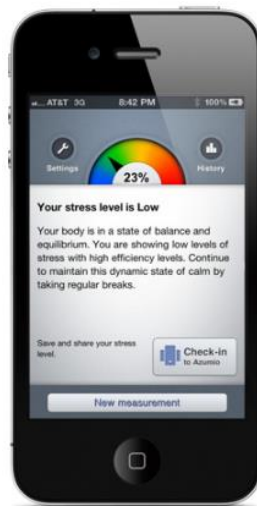 AT&T 3G 8:42 PM 100%
Settings
23%
History
Your stress level is Low
Your body is in a state of balance and
equilibrium. You are showing low levels of
stress with high efficiency levels. Continue
to maintain this dynamic state of calm by
taking regular breaks.
Save and share your stress
level.
Check-in
to Azumio
New measurement